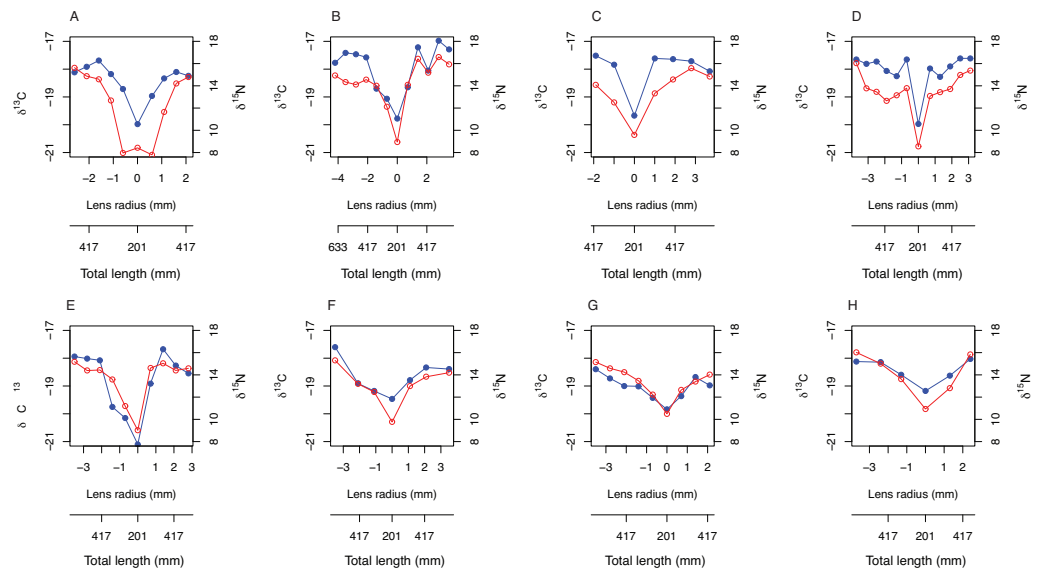 A
B
C
D
-17
-19
-21
δ13C
18
14
10
8
δ15N
-17
-19
-21
δ13C
18
14
10
8
δ15N
-17
-19
-21
δ13C
18
14
10
8
δ15N
-17
-19
-21
δ13C
18
14
10
8
δ15N
−2 −1 0 1 2
−4 −2 0 2
−2 −1 0 1 2 3
−3 −1 0 1 2 3
Lens radius (mm)
Lens radius (mm)
Lens radius (mm)
Lens radius (mm)
417 201 417
633 417 201 417
417 201 417
417 201 417
Total length (mm)
Total length (mm)
Total length (mm)
Total length (mm)
E
F
G
H
-17
-19
-21
δ 13 C
18
14
10
8
δ15N
-17
-19
-21
δ13C
18
14
10
8
δ15N
-17
-19
-21
δ13C
18
14
10
8
δ15N
-17
-19
-21
δ13C
18
14
10
8
δ15N
−3 −1 0 1 2 3
−3 −1 0 1 2 3
−3 −1 0 1 2
−3 −1 0 1 2
Lens radius (mm)
Lens radius (mm)
Lens radius (mm)
Lens radius (mm)
417 201 417
417 201 417
417 201 417
417 201 417
Total length (mm)
Total length (mm)
Total length (mm)
Total length (mm)